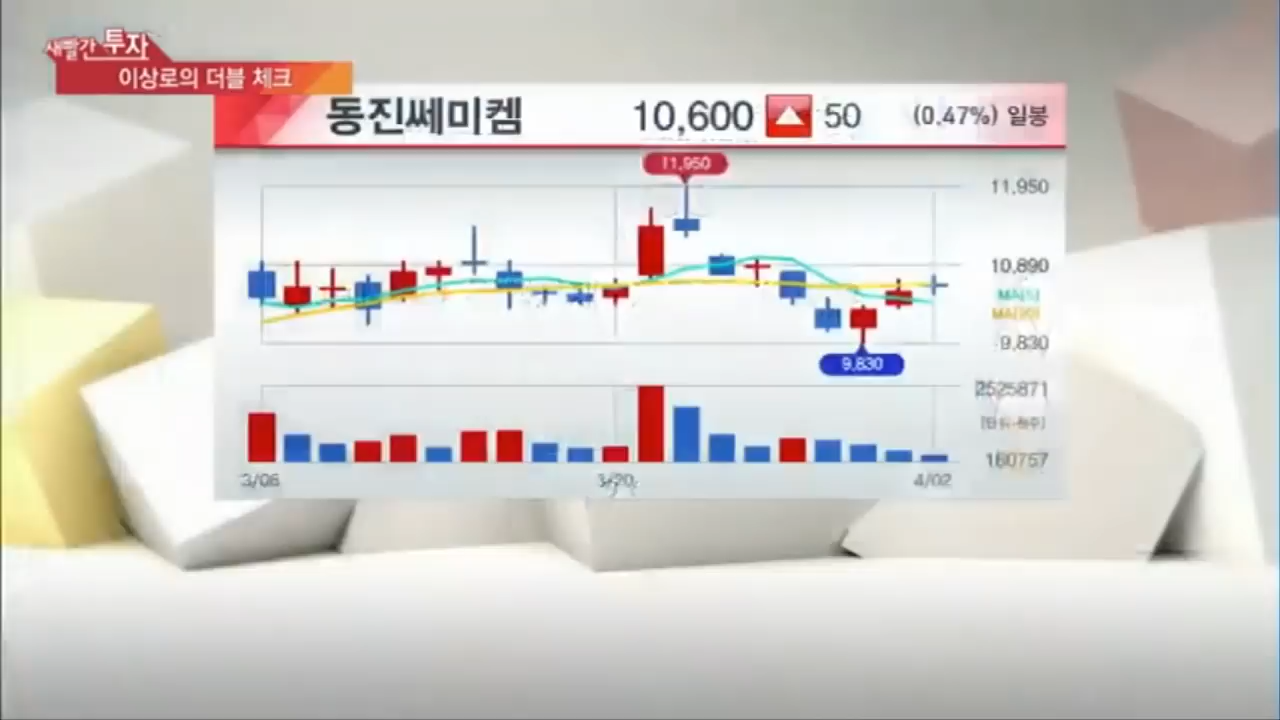 새빨간 투자
이상로의 더블 체크
동진쎄미켐 10,600 50 (0.47%) 일봉
11,950
11,950
10,890
MA(5)
9,830
9,830
2525871
160757
3/06 3/20 4/02